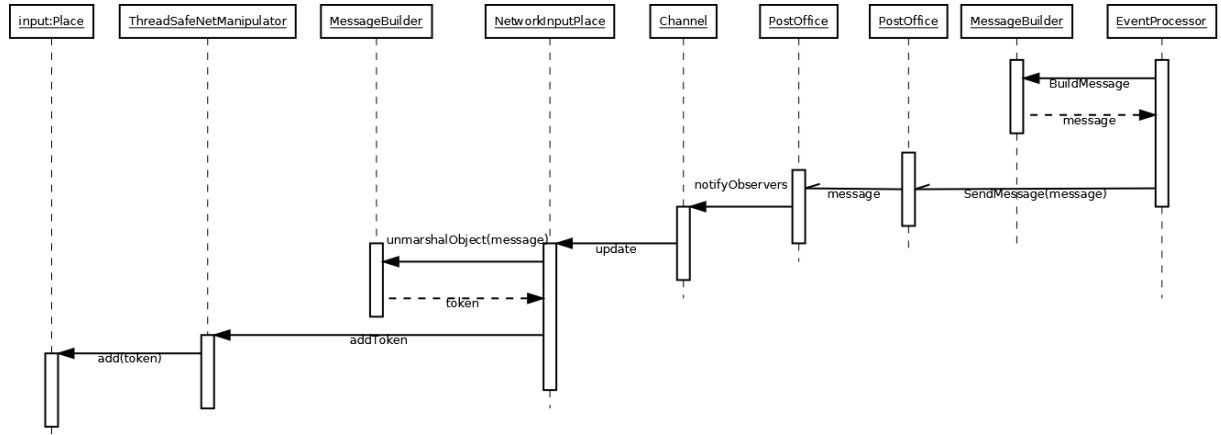 input:Place
ThreadSafeNetManipulator
MessageBuilder
NetworkInputPlace
Channel
PostOffice
PostOffice
MessageBuilder
EventProcessor
BuildMessage
message
notifyObservers
message
SendMessage(message)
unmarshalObject(message)
update
token
addToken
add(token)